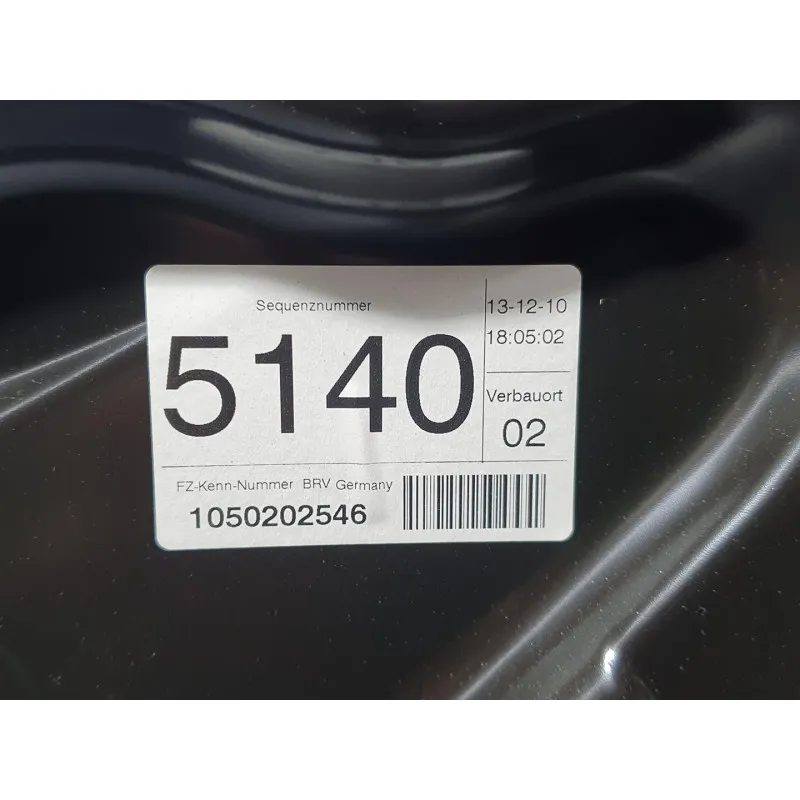 Sequenznummer
5140
13-12-10
18:05:02
Verbauort
02
FZ-Kenn-Nummer BRV Germany
1050202546